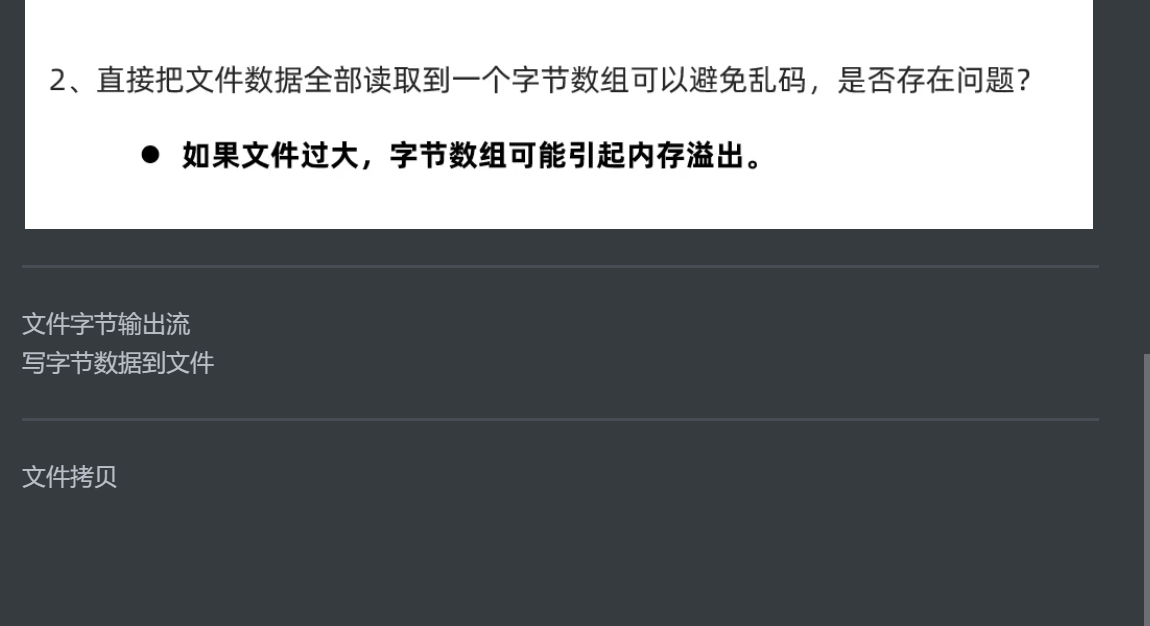 2、直接把文件数据全部读取到一个字节数组可以避免乱码，是否存在问题？
● 如果文件过大，字节数组可能引起内存溢出。
文件字节输出流
写字节数据到文件
文件拷贝